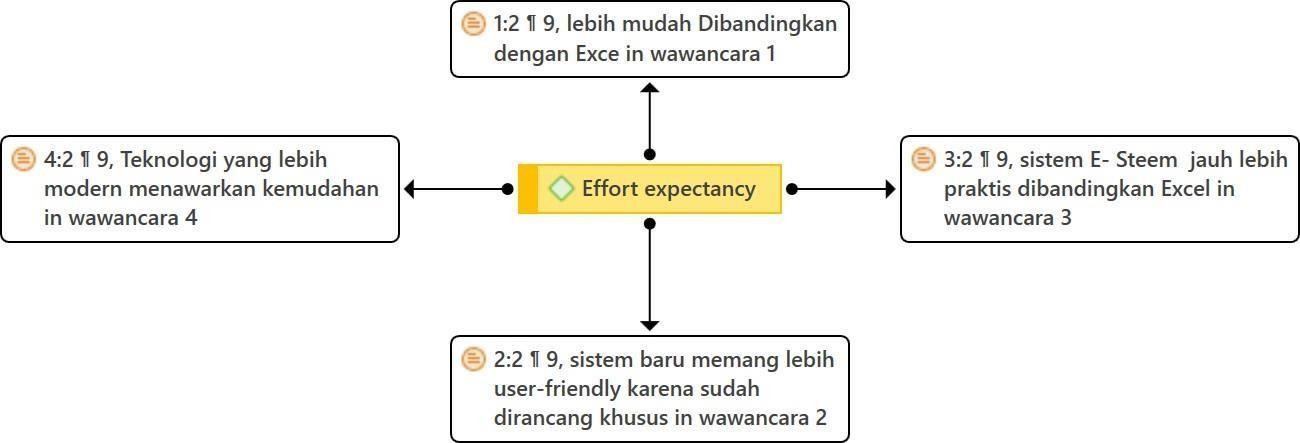 1:2 ¶ 9, lebih mudah Dibandingkan
dengan Exce in wawancara 1
4:2 ¶ 9, Teknologi yang lebih
modern menawarkan kemudahan
in wawancara 4
Effort expectancy
3:2 ¶ 9, sistem E- Steem jauh lebih
praktis dibandingkan Excel in
wawancara 3
2:2 ¶ 9, sistem baru memang lebih
user-friendly karena sudah
dirancang khusus in wawancara 2